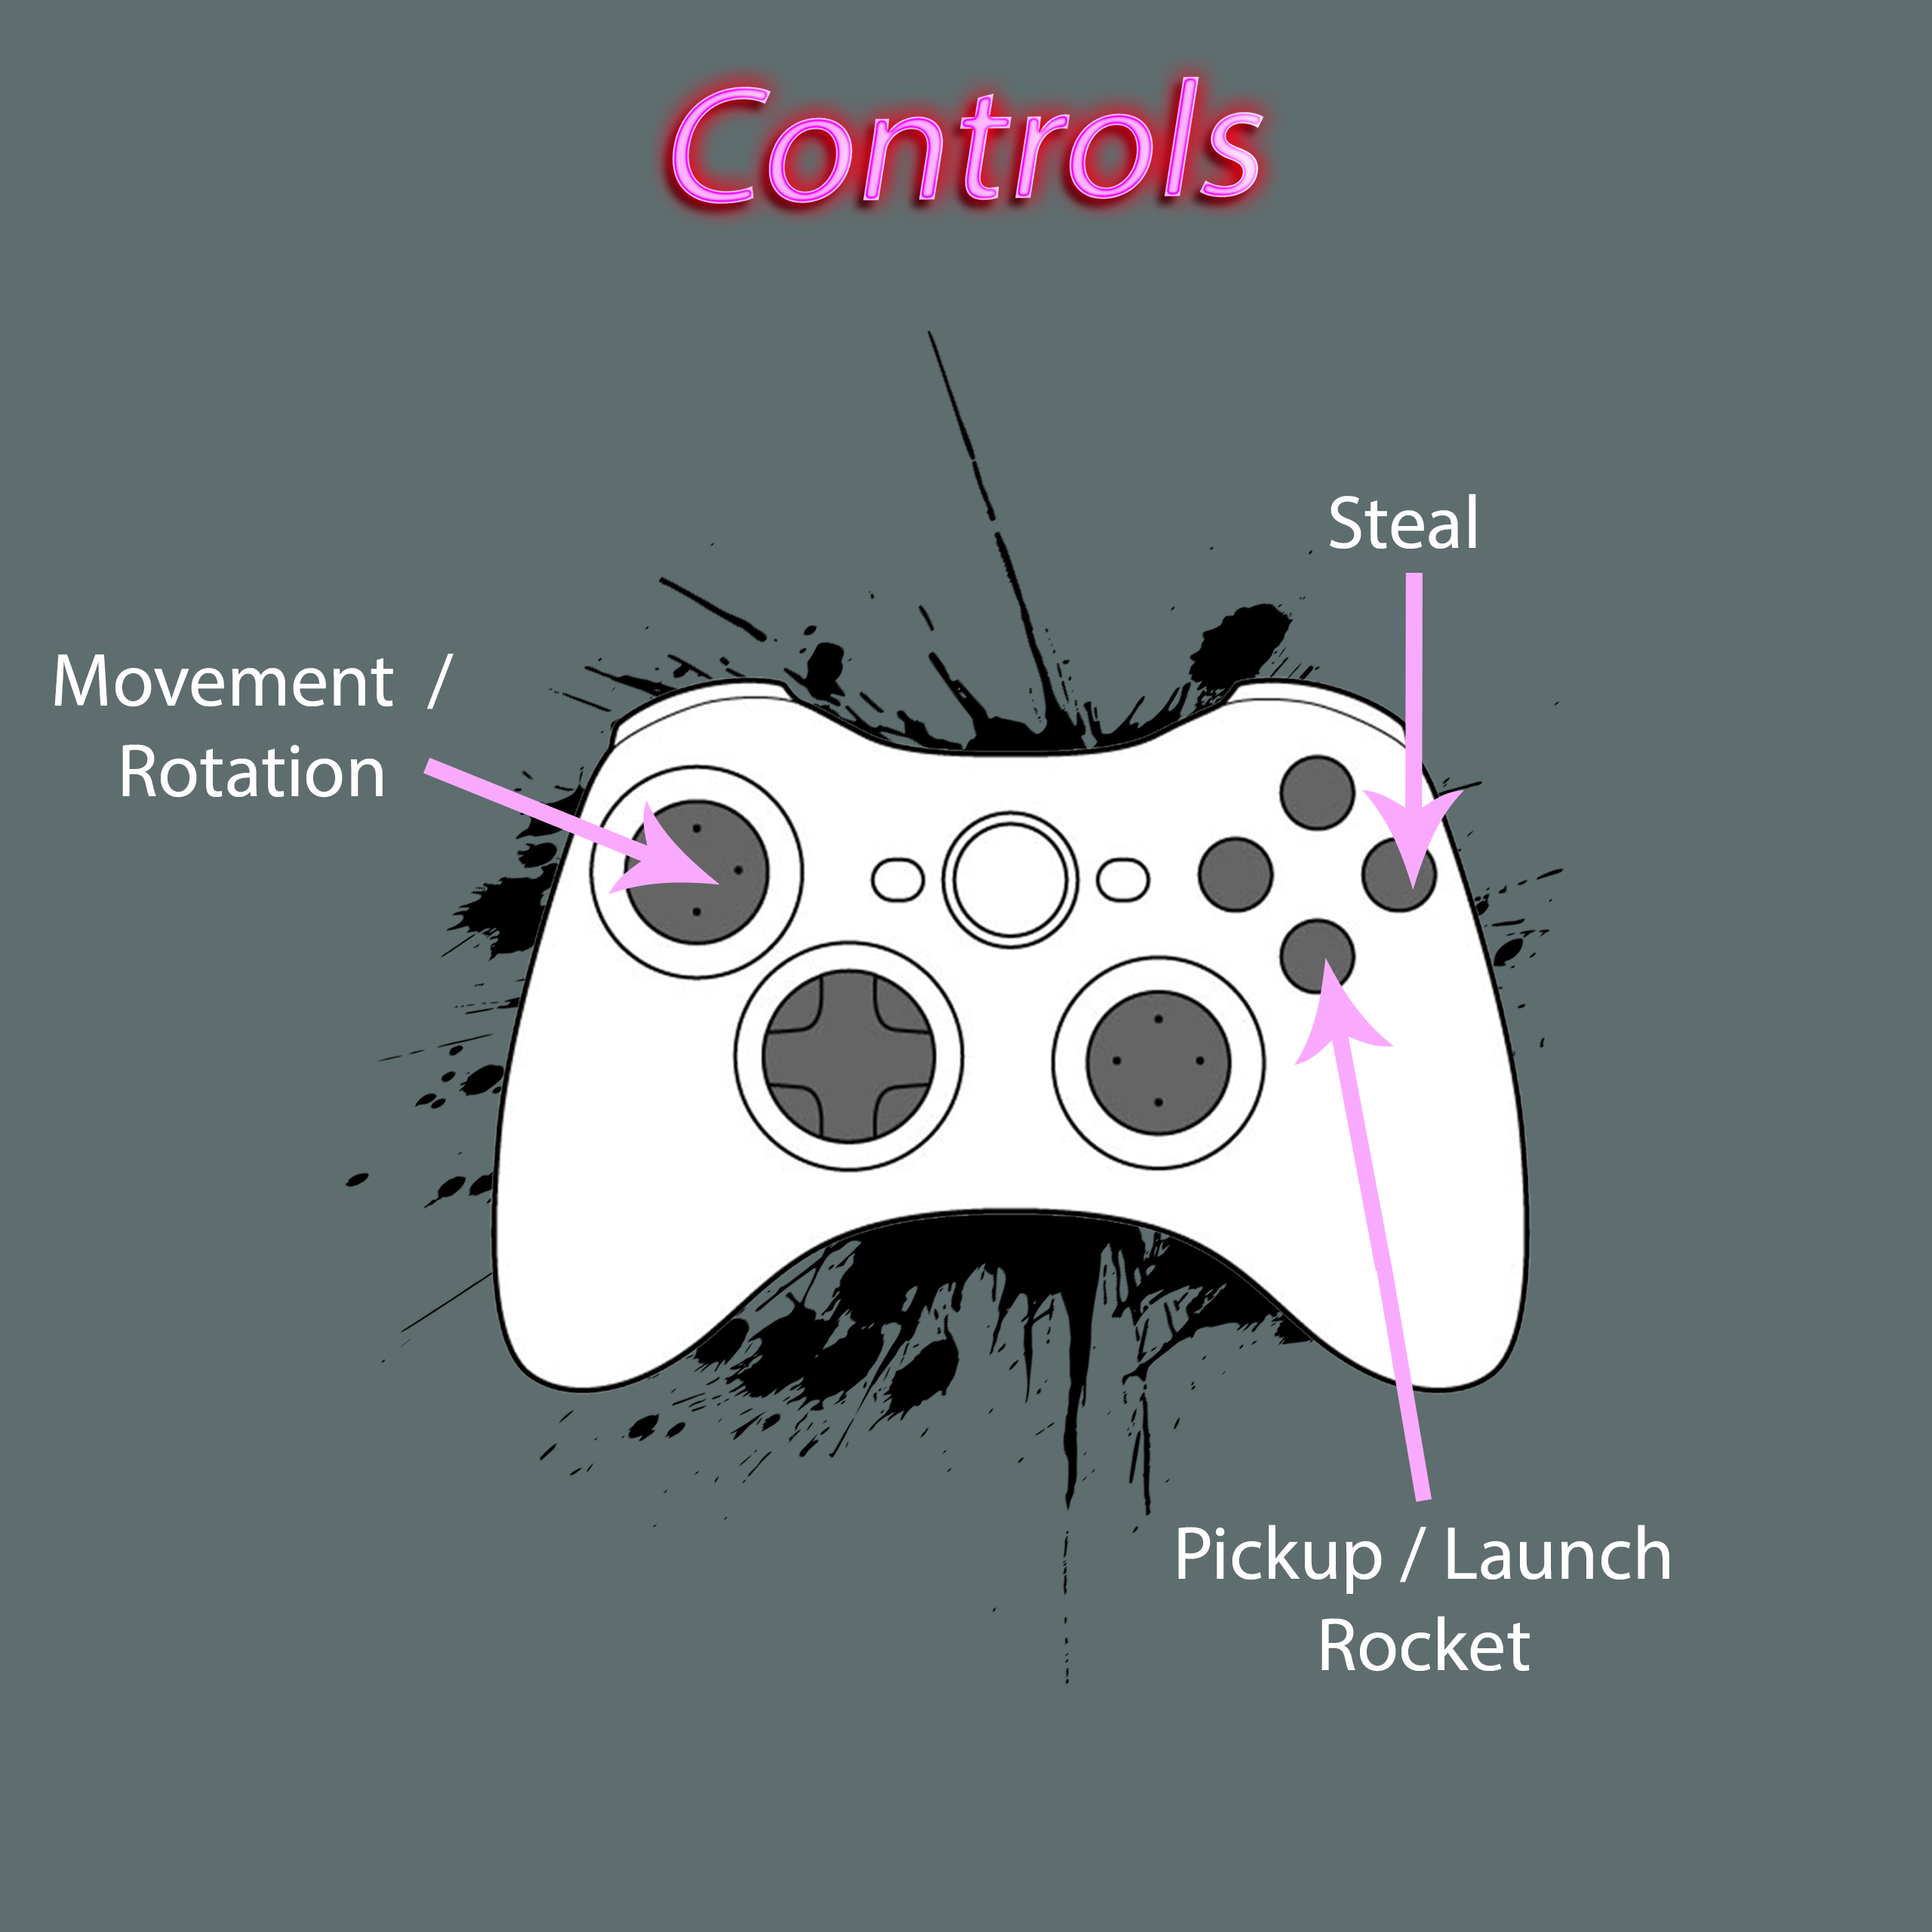 Controls
Steal
Movement /
Rotation
Pickup / Launch
Rocket